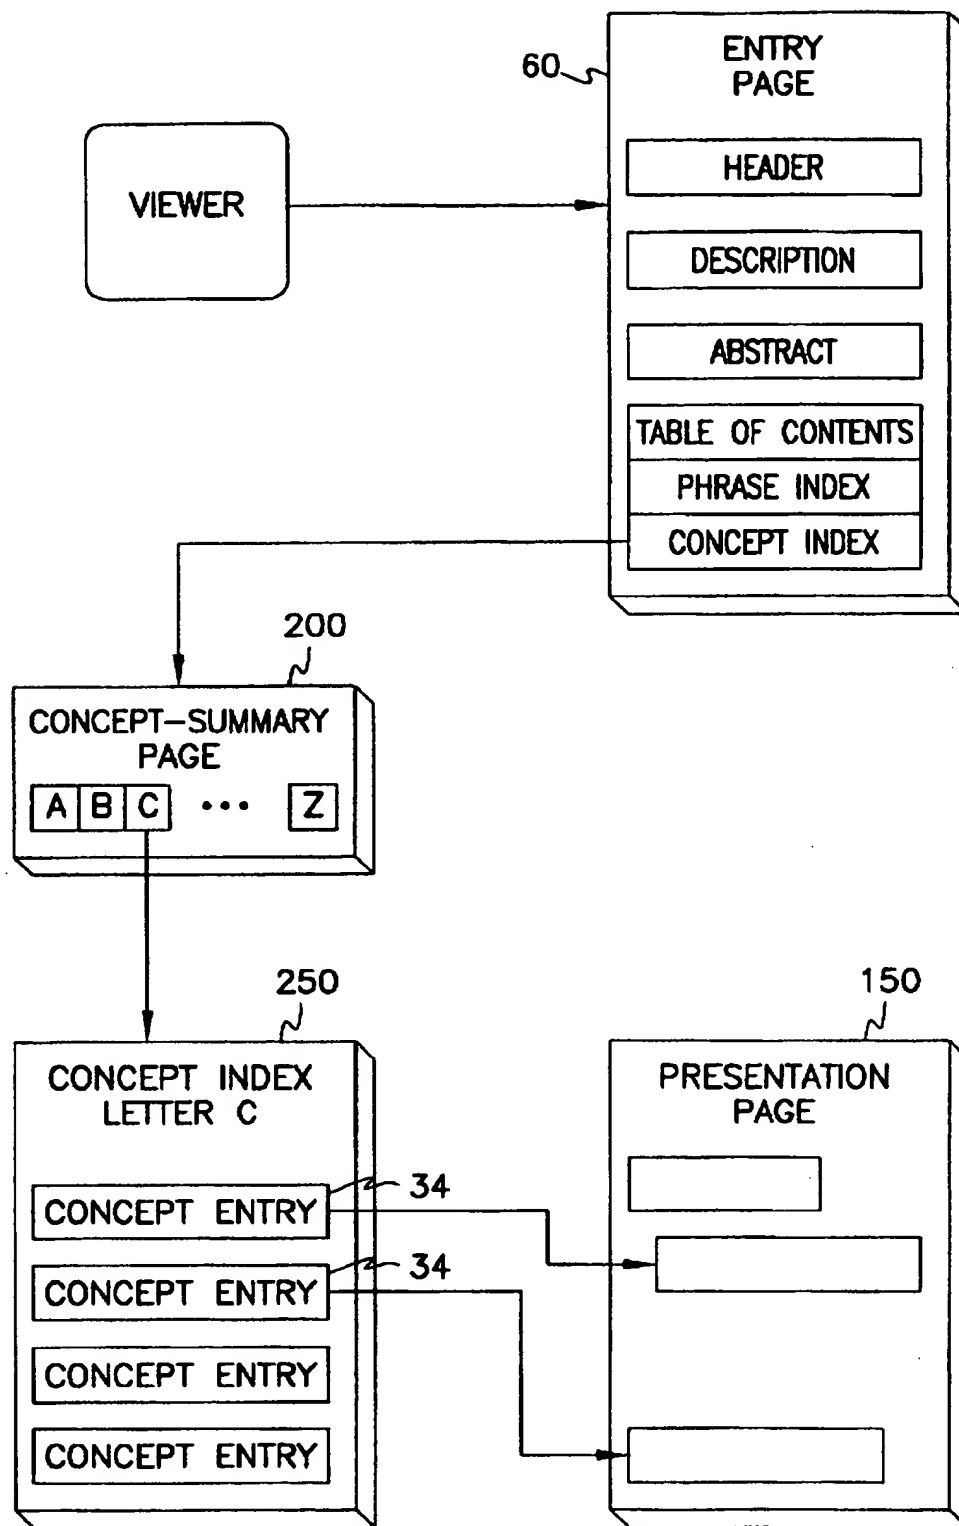 60
ENTRY
PAGE
VIEWER
HEADER
DESCRIPTION
ABSTRACT
TABLE OF CONTENTS
PHRASE INDEX
CONCEPT INDEX
200
CONCEPT-SUMMARY
PAGE
A B C ••• Z
250
CONCEPT INDEX
LETTER C
CONCEPT ENTRY 34
CONCEPT ENTRY 34
CONCEPT ENTRY
CONCEPT ENTRY
150
PRESENTATION
PAGE